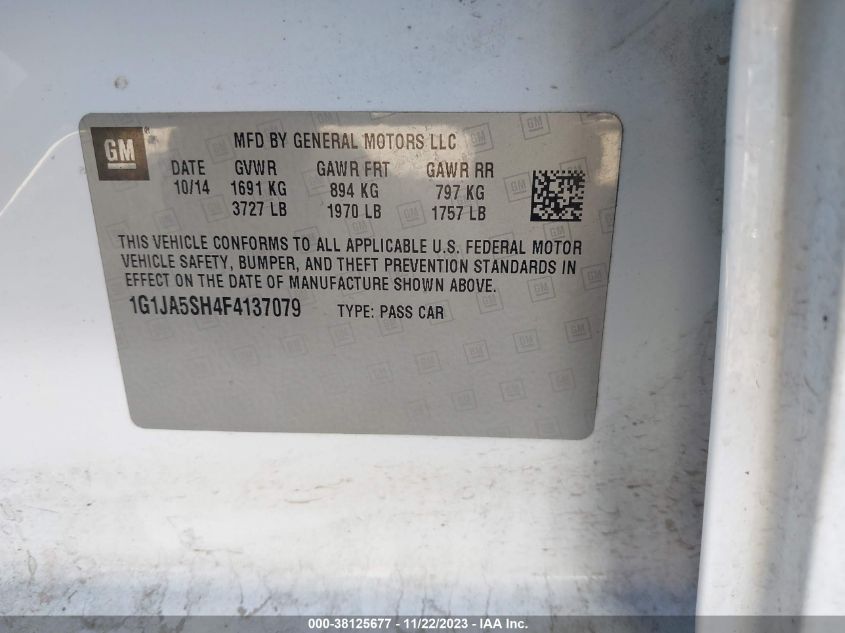 GM ®
MFD BY GENERAL MOTORS LLC
DATE GVWR GAWR FRT GAWR RR
10/14 1691 KG 894 KG 797 KG
3727 LB 1970 LB 1757 LB
THIS VEHICLE CONFORMS TO ALL APPLICABLE U.S. FEDERAL MOTOR
VEHICLE SAFETY, BUMPER, AND THEFT PREVENTION STANDARDS IN
EFFECT ON THE DATE OF MANUFACTURE SHOWN ABOVE.
1G1JA5SH4F4137079 TYPE: PASS CAR
000-38125677 - 11/22/2023 - IAA Inc.